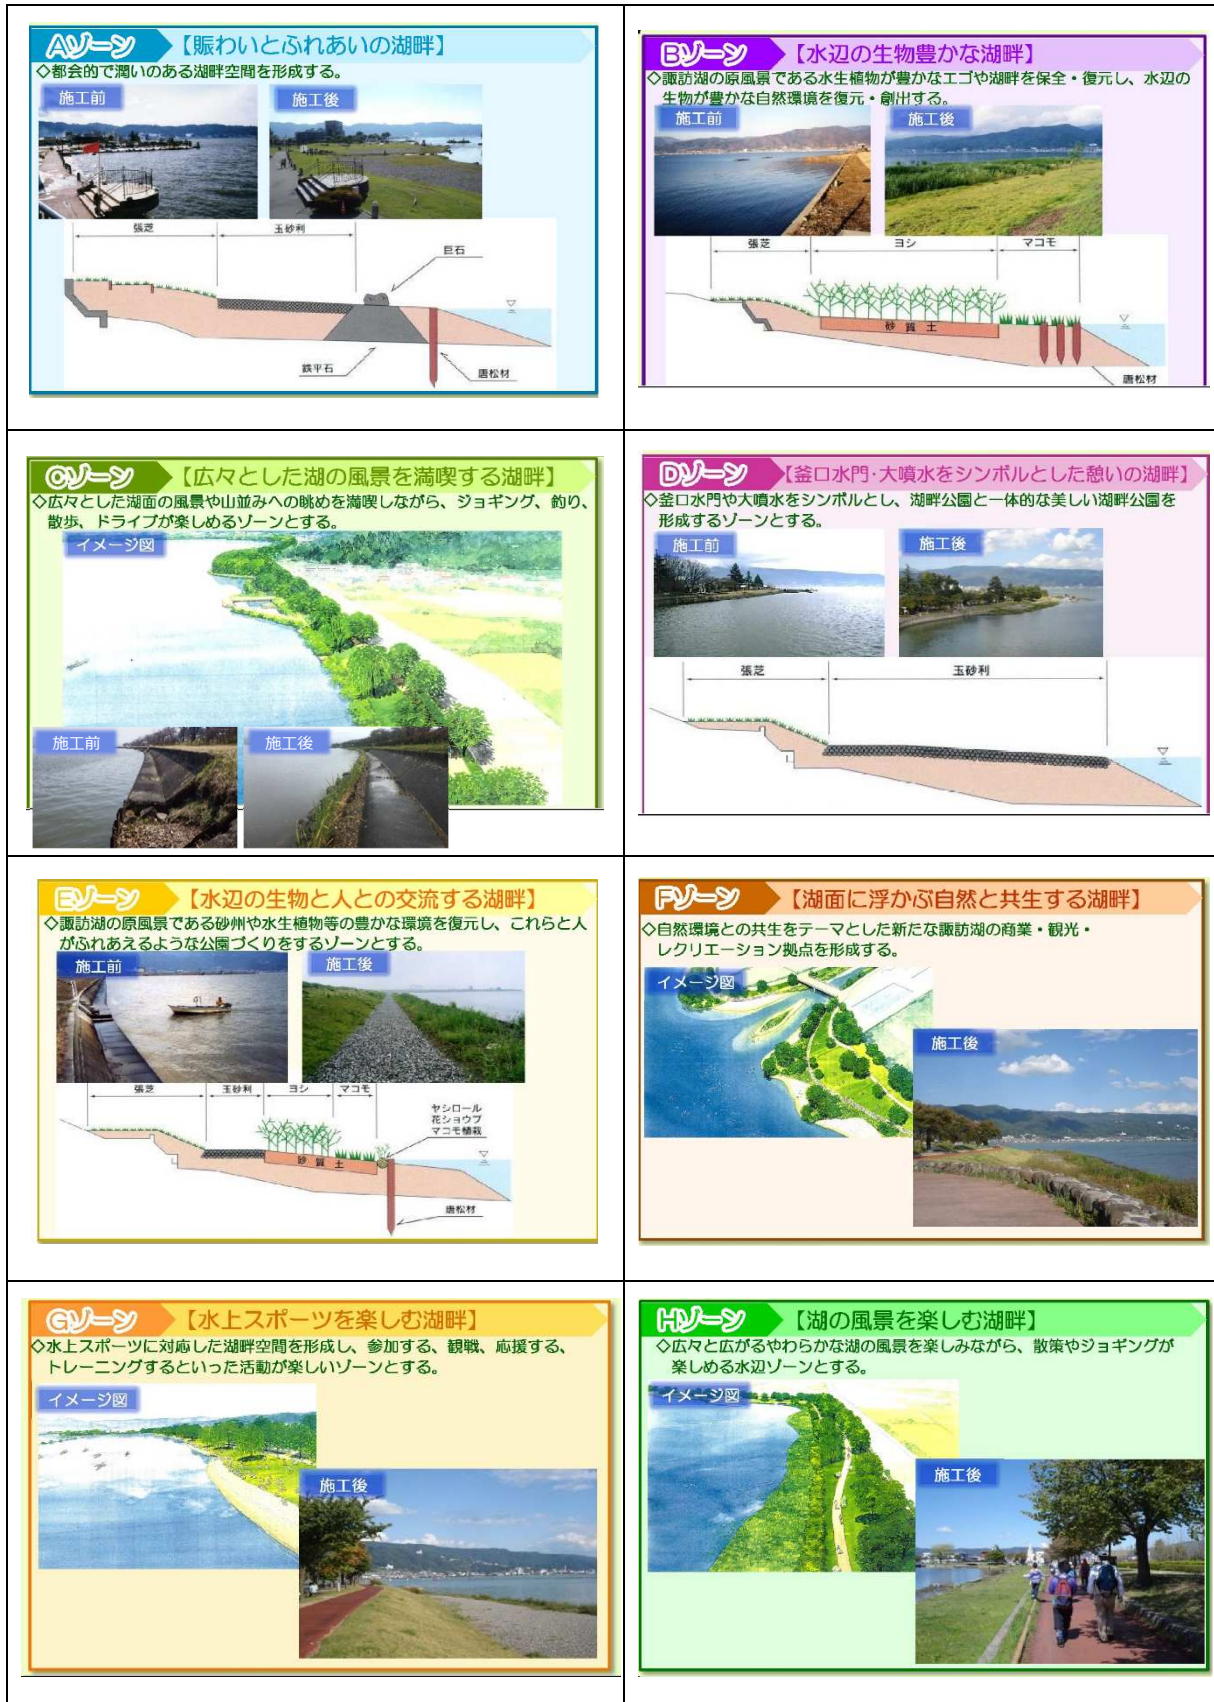 Aゾーン 【賑わいとふれあいの湖畔】
◇都会的で潤いのある湖畔空間を形成する。
施工前
施工後
張芝
玉砂利
巨石
鉄平石
唐松材
Bゾーン 【水辺の生物豊かな湖畔】
◇諏訪湖の原風景である水生植物が豊かなエゴや湖畔を保全・復元し、水辺の
生物が豊かな自然環境を復元・創出する。
施工前
施工後
張芝
ヨシ
マコモ
砂質土
唐松材
Cゾーン 【広々とした湖の風景を満喫する湖畔】
◇広々とした湖面の風景や山並みへの眺めを満喫しながら、ジョギング、釣り、
散歩、ドライブが楽しめるゾーンとする。
イメージ図
施工前
施工後
Dゾーン 【釜口水門・大噴水をシンボルとした憩いの湖畔】
◇釜口水門や大噴水をシンボルとし、湖畔公園と一体的な美しい湖畔公園を
形成するゾーンとする。
施工前
施工後
張芝
玉砂利
Eゾーン 【水辺の生物と人との交流する湖畔】
◇諏訪湖の原風景である砂州や水生植物等の豊かな環境を復元し、これらと人
がふれあえるような公園づくりをするゾーンとする。
施工前
施工後
張芝
玉砂利
ヨシ
マコモ
ヤシロール
花ショウブ
マコモ植栽
砂質土
唐松材
Fゾーン 【湖面に浮かぶ自然と共生する湖畔】
◇自然環境との共生をテーマとした新たな諏訪湖の商業・観光・
レクリエーション拠点を形成する。
イメージ図
施工後
Gゾーン 【水上スポーツを楽しむ湖畔】
◇水上スポーツに対応した湖畔空間を形成し、参加する、観戦、応援する、
トレーニングするといった活動が楽しいゾーンとする。
イメージ図
施工後
Hゾーン 【湖の風景を楽しむ湖畔】
◇広々と広がるやわらかな湖の風景を楽しみながら、散策やジョギングが
楽しめる水辺ゾーンとする。
イメージ図
施工後